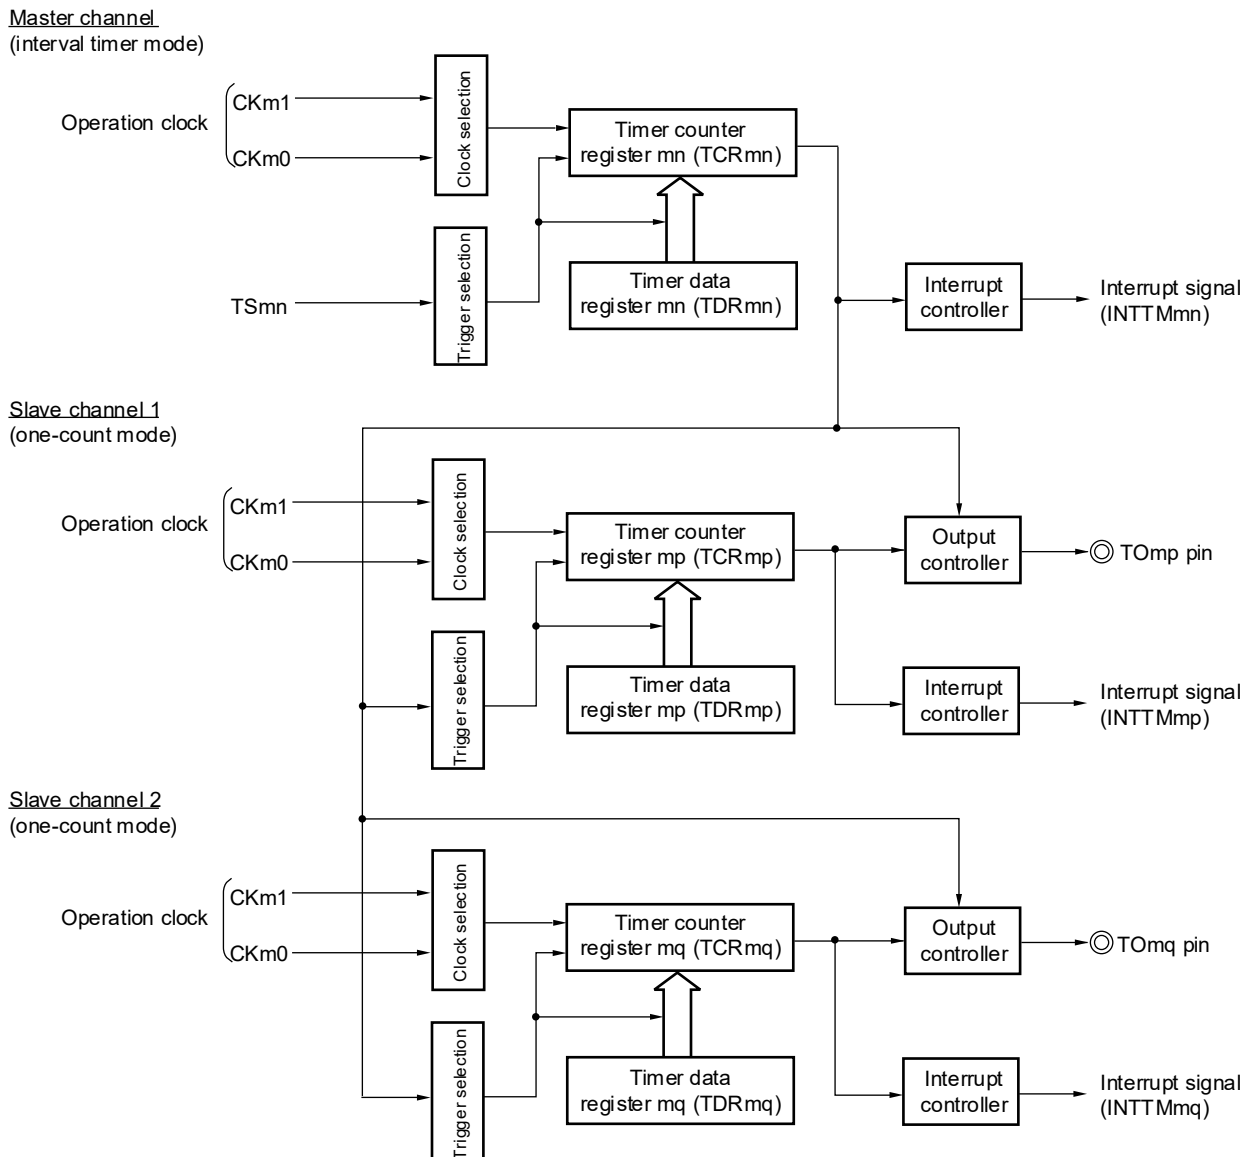 Master channel
(interval timer mode)
Operation clock
CKm1
CKm0
Clock selection
Timer counter
register mn (TCRmn)
TSmn
Trigger selection
Timer data
register mn (TDRmn)
Interrupt
controller
Interrupt signal
(INTTMmn)
Slave channel 1
(one-count mode)
Operation clock
CKm1
CKm0
Clock selection
Timer counter
register mp (TCRmp)
Output
controller
TOmp pin
Trigger selection
Timer data
register mp (TDRmp)
Interrupt
controller
Interrupt signal
(INTTMmp)
Slave channel 2
(one-count mode)
Operation clock
CKm1
CKm0
Clock selection
Timer counter
register mq (TCRmq)
Output
controller
TOmq pin
Trigger selection
Timer data
register mq (TDRmq)
Interrupt
controller
Interrupt signal
(INTTMmq)